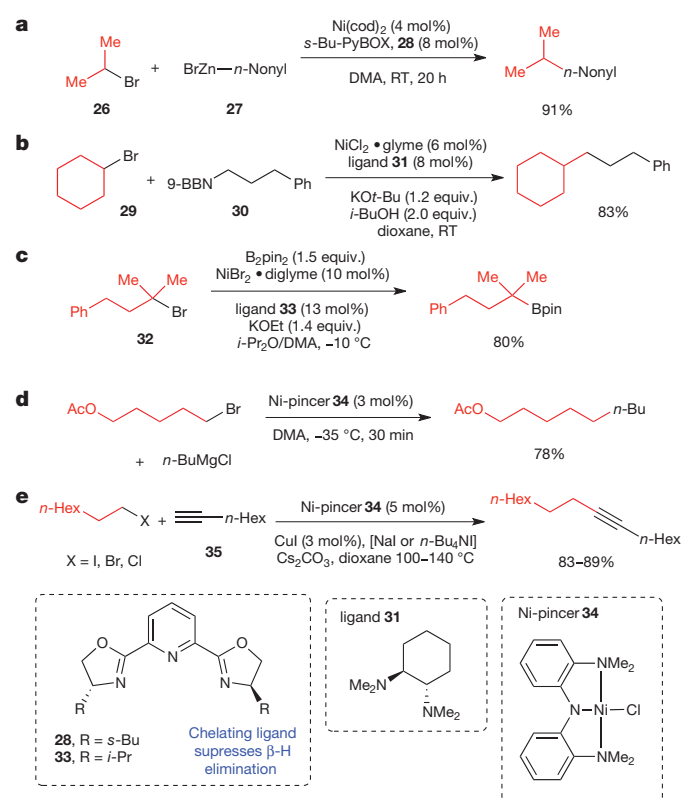 a
Me
Me
Br
26
+
BrZn
n-Nonyl
27
Ni(cod)2 (4 mol%)
s-Bu-PyBOX, 28 (8 mol%)
DMA, RT, 20 h
Me
Me
n-Nonyl
91%
b
Br
29
+
9-BBN
Ph
30
NiCl2 • glyme (6 mol%)
ligand 31 (8 mol%)
KOt-Bu (1.2 equiv.)
i-BuOH (2.0 equiv.)
dioxane, RT
Ph
83%
c
Me Me
Ph
Br
32
B2pin2 (1.5 equiv.)
NiBr2 • diglyme (10 mol%)
ligand 33 (13 mol%)
KOEt (1.4 equiv.)
i-Pr2O/DMA, –10 °C
Me Me
Ph
Bpin
80%
d
AcO
Br
+ n-BuMgCl
Ni-pincer 34 (3 mol%)
DMA, –35 °C, 30 min
AcO
n-Bu
78%
e
n-Hex
X
+
n-Hex
X = I, Br, Cl
35
Ni-pincer 34 (5 mol%)
CuI (3 mol%), [NaI or n-Bu4NI]
Cs2CO3, dioxane 100–140 °C
n-Hex
n-Hex
83–89%
O
O
N
N
N
R
R
28, R = s-Bu
33, R = i-Pr
Chelating ligand
supresses β-H
elimination
ligand 31
Me2N
NMe2
Ni-pincer 34
NMe2
N
Ni
Cl
NMe2